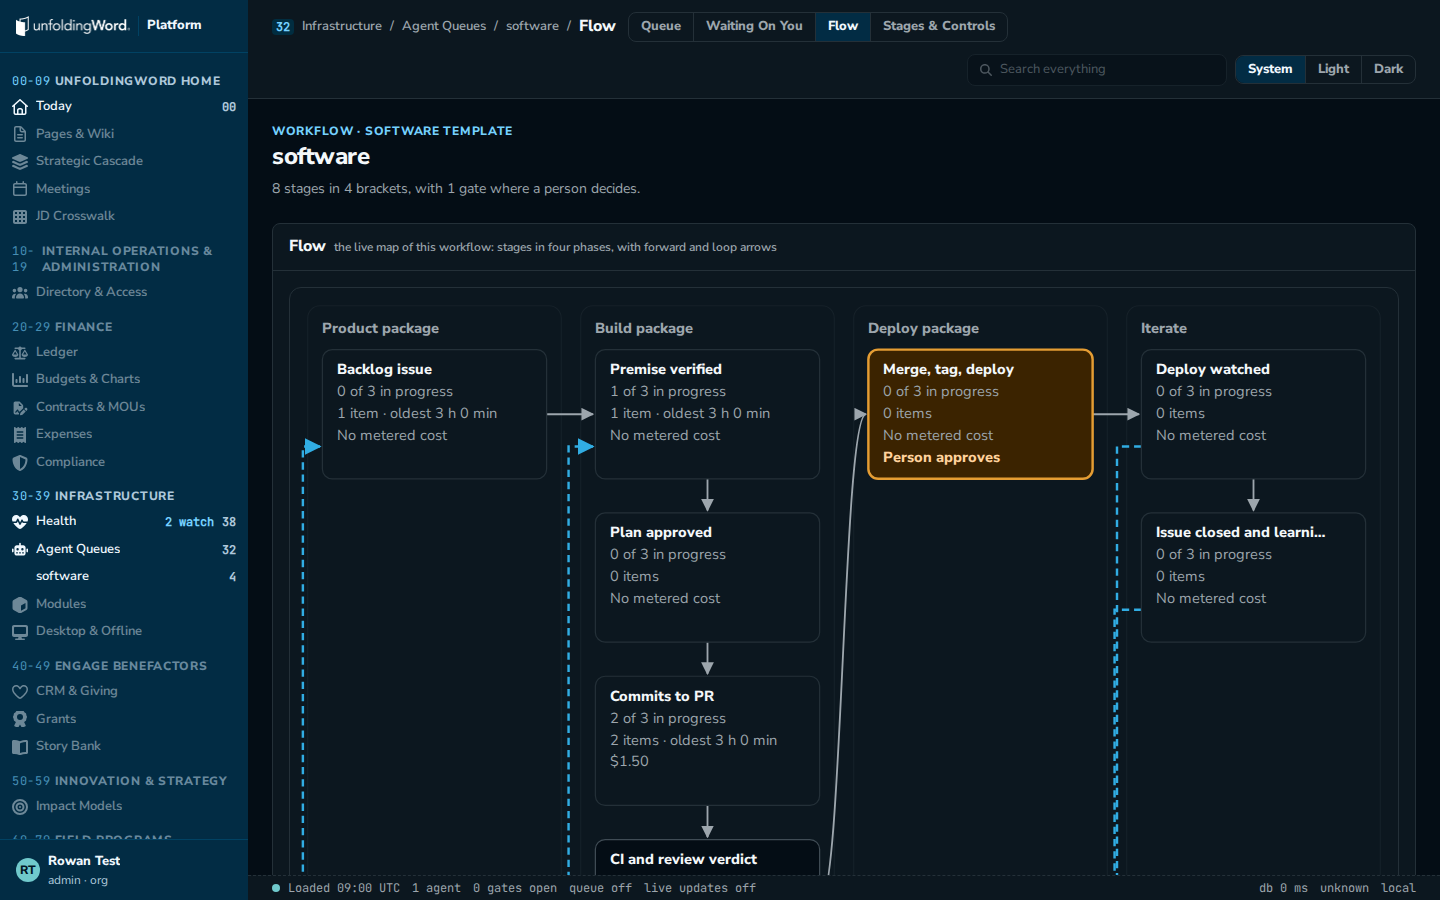 unfoldingWord. Platform
00-09 UNFOLDINGWORD HOME
Today 00
Pages & Wiki
Strategic Cascade
Meetings
JD Crosswalk
10-19 INTERNAL OPERATIONS & ADMINISTRATION
Directory & Access
20-29 FINANCE
Ledger
Budgets & Charts
Contracts & MOUs
Expenses
Compliance
30-39 INFRASTRUCTURE
Health 2 watch 38
Agent Queues 32
software 4
Modules
Desktop & Offline
40-49 ENGAGE BENEFACTORS
CRM & Giving
Grants
Story Bank
50-59 INNOVATION & STRATEGY
Impact Models
60-70 FIELD PROGRAMS
RT Rowan Test
admin · org
32 Infrastructure / Agent Queues / software / Flow
Queue Waiting On You Flow Stages & Controls
Search everything
System Light Dark
WORKFLOW · SOFTWARE TEMPLATE
software
8 stages in 4 brackets, with 1 gate where a person decides.
Flow the live map of this workflow: stages in four phases, with forward and loop arrows
Product package
Backlog issue
0 of 3 in progress
1 item · oldest 3 h 0 min
No metered cost
Build package
Premise verified
1 of 3 in progress
1 item · oldest 3 h 0 min
No metered cost
Plan approved
0 of 3 in progress
0 items
No metered cost
Commits to PR
2 of 3 in progress
2 items · oldest 3 h 0 min
$1.50
CI and review verdict
Deploy package
Merge, tag, deploy
0 of 3 in progress
0 items
No metered cost
Person approves
Iterate
Deploy watched
0 of 3 in progress
0 items
No metered cost
Issue closed and learni...
0 of 3 in progress
0 items
No metered cost
Loaded 09:00 UTC 1 agent 0 gates open queue off live updates off
db 0 ms unknown local